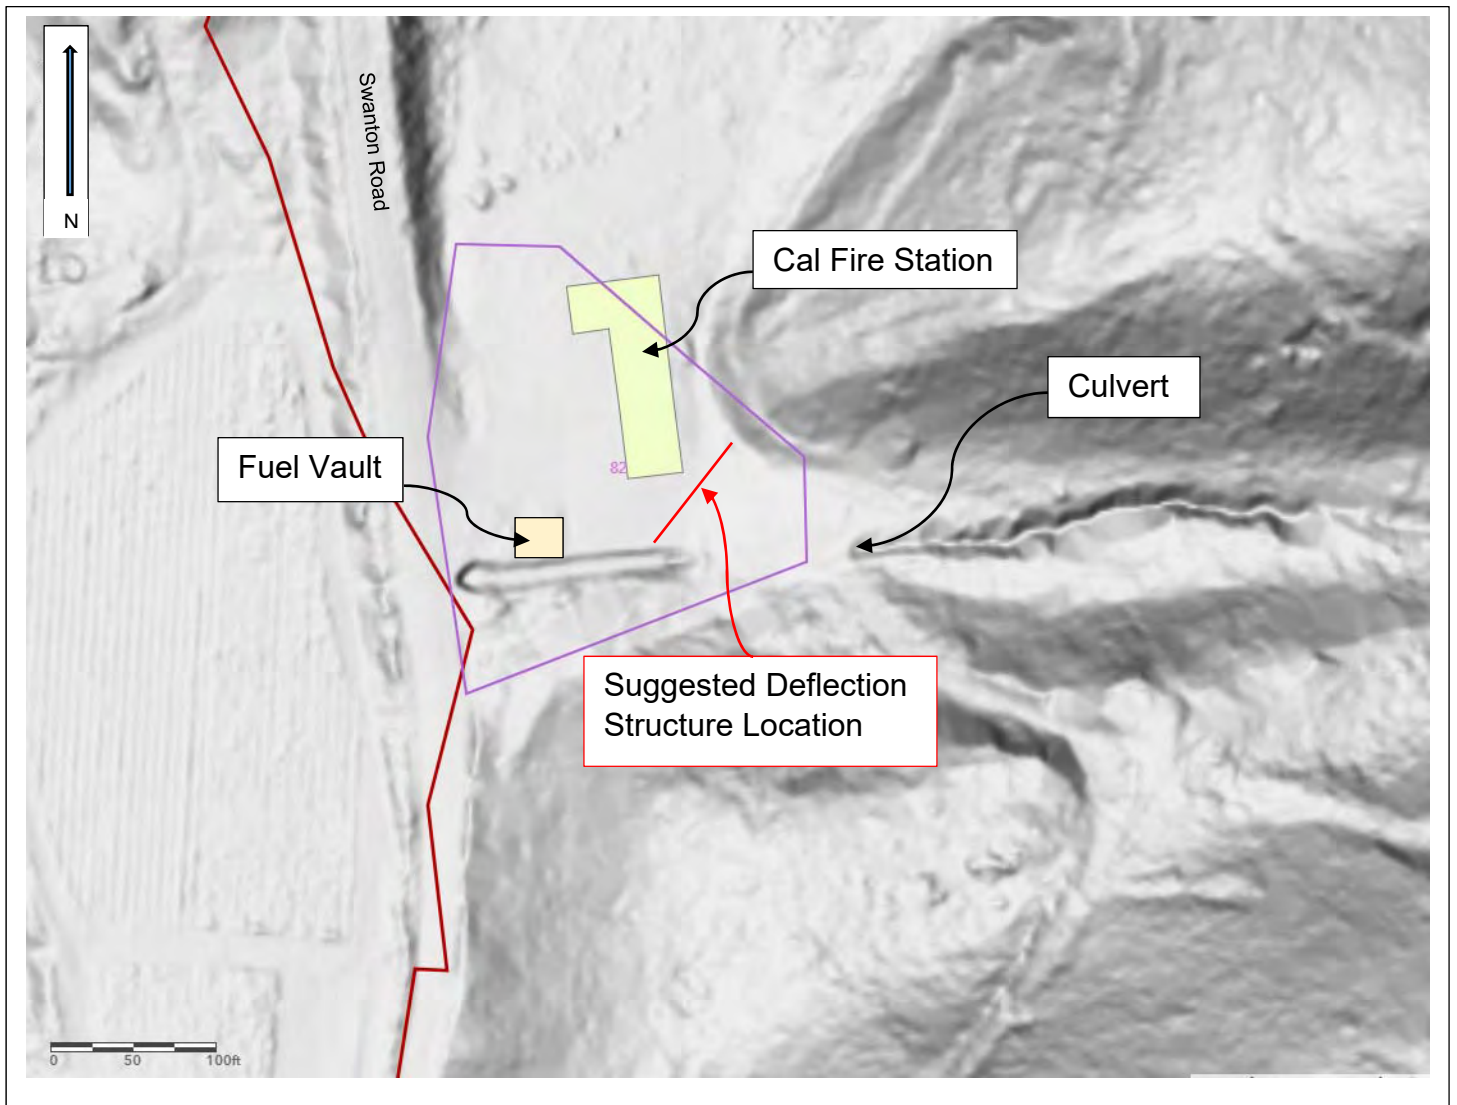 Swanton Road
N
Cal Fire Station
Culvert
Fuel Vault
82
Suggested Deflection
Structure Location
0 50 100ft